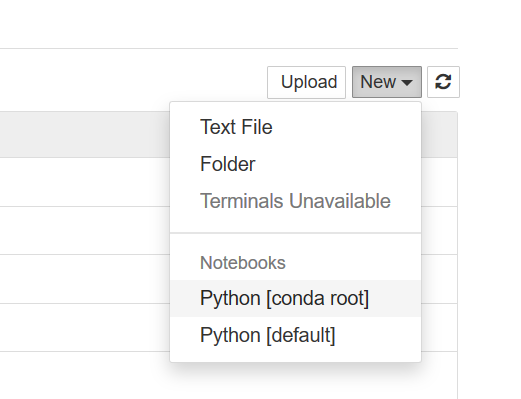 Upload New
Text File
Folder
Terminals Unavailable
Notebooks
Python [conda root]
Python [default]